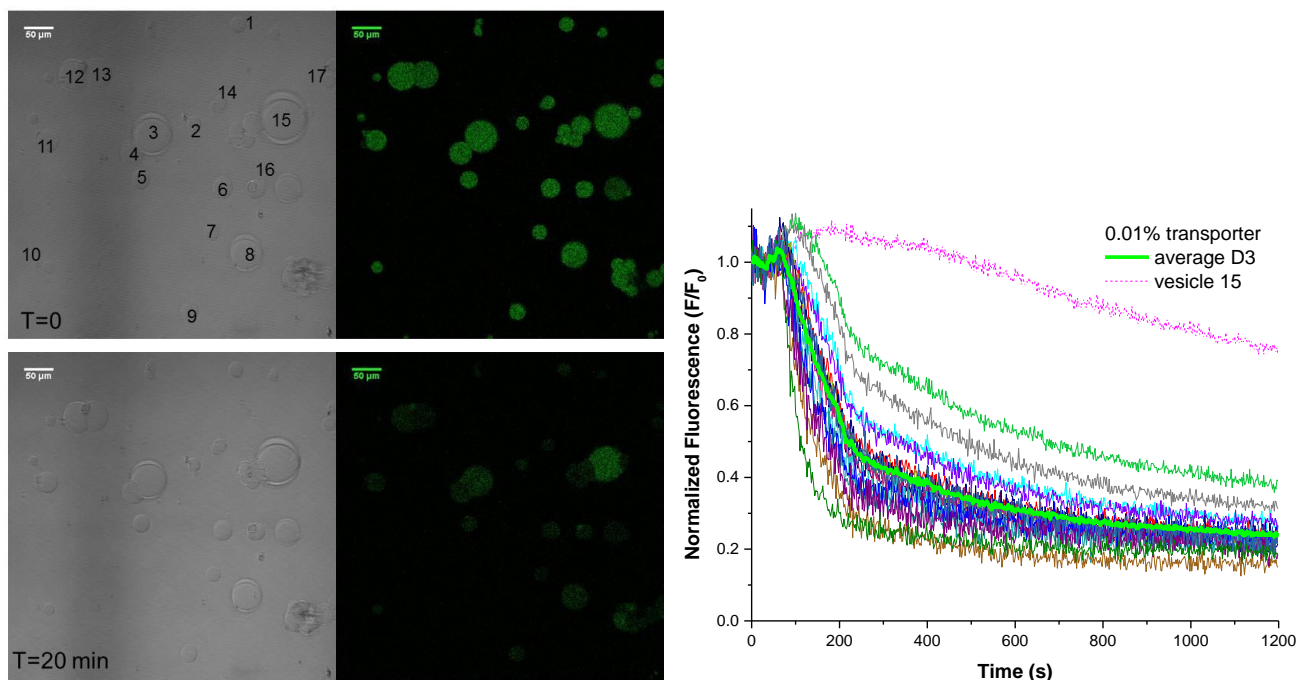 50 µm
50 µm
1
12
13
17
14
3
2
15
11
4
5
6
16
7
10
8
9
T=0
50 µm
50 µm
T=20 min
0.01% transporter
average D3
vesicle 15
Normalized Fluorescence (F/F₀)
1.0
0.8
0.6
0.4
0.2
0.0
0
200
400
600
800
1000
1200
Time (s)